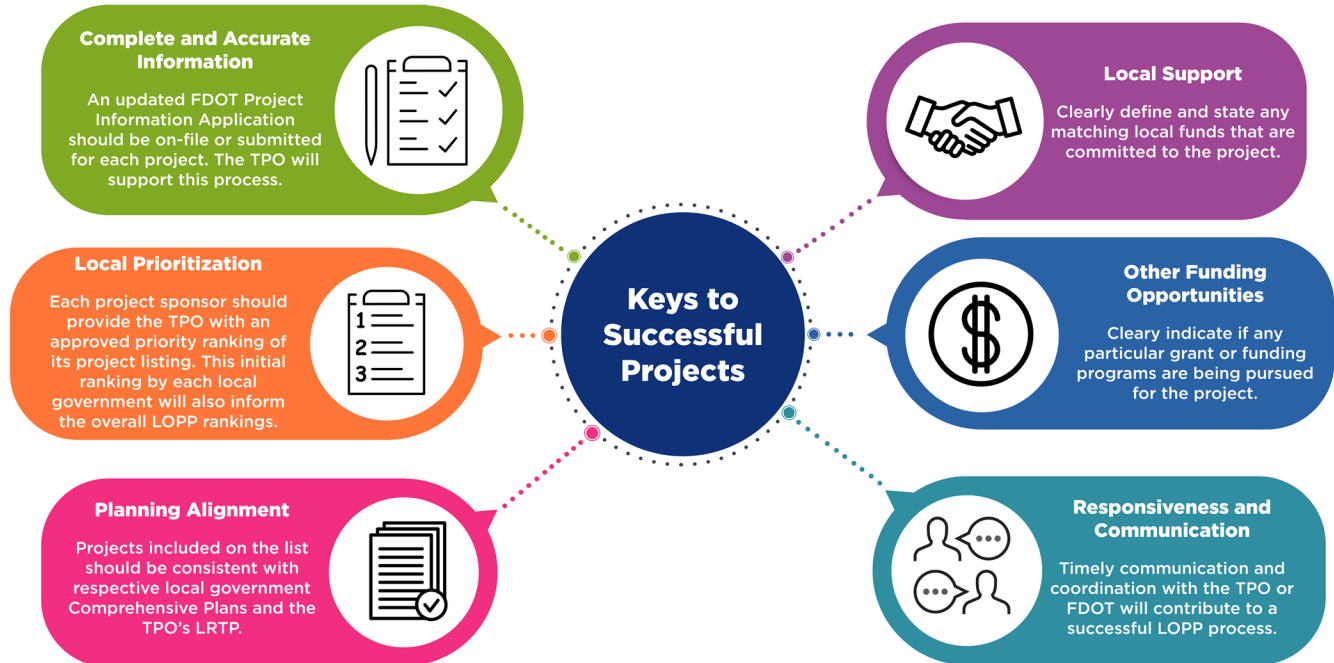 Complete and Accurate
Information
An updated FDOT Project
Information Application
should be on-file or submitted
for each project. The TPO will
support this process.
Local Prioritization
Each project sponsor should
provide the TPO with an
approved priority ranking of
its project listing. This initial
ranking by each local
government will also inform
the overall LOPP rankings.
1
2
3
Planning Alignment
Projects included on the list
should be consistent with
respective local government
Comprehensive Plans and the
TPO's LRTP.
Keys to
Successful
Projects
Local Support
Clearly define and state any
matching local funds that are
committed to the project.
$
Other Funding
Opportunities
Cleary indicate if any
particular grant or funding
programs are being pursued
for the project.
Responsiveness and
Communication
Timely communication and
coordination with the TPO or
FDOT will contribute to a
successful LOPP process.